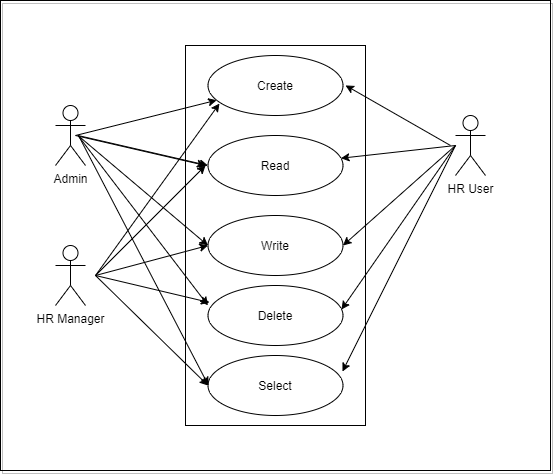 Create
Read
Admin
HR User
Write
HR Manager
Delete
Select